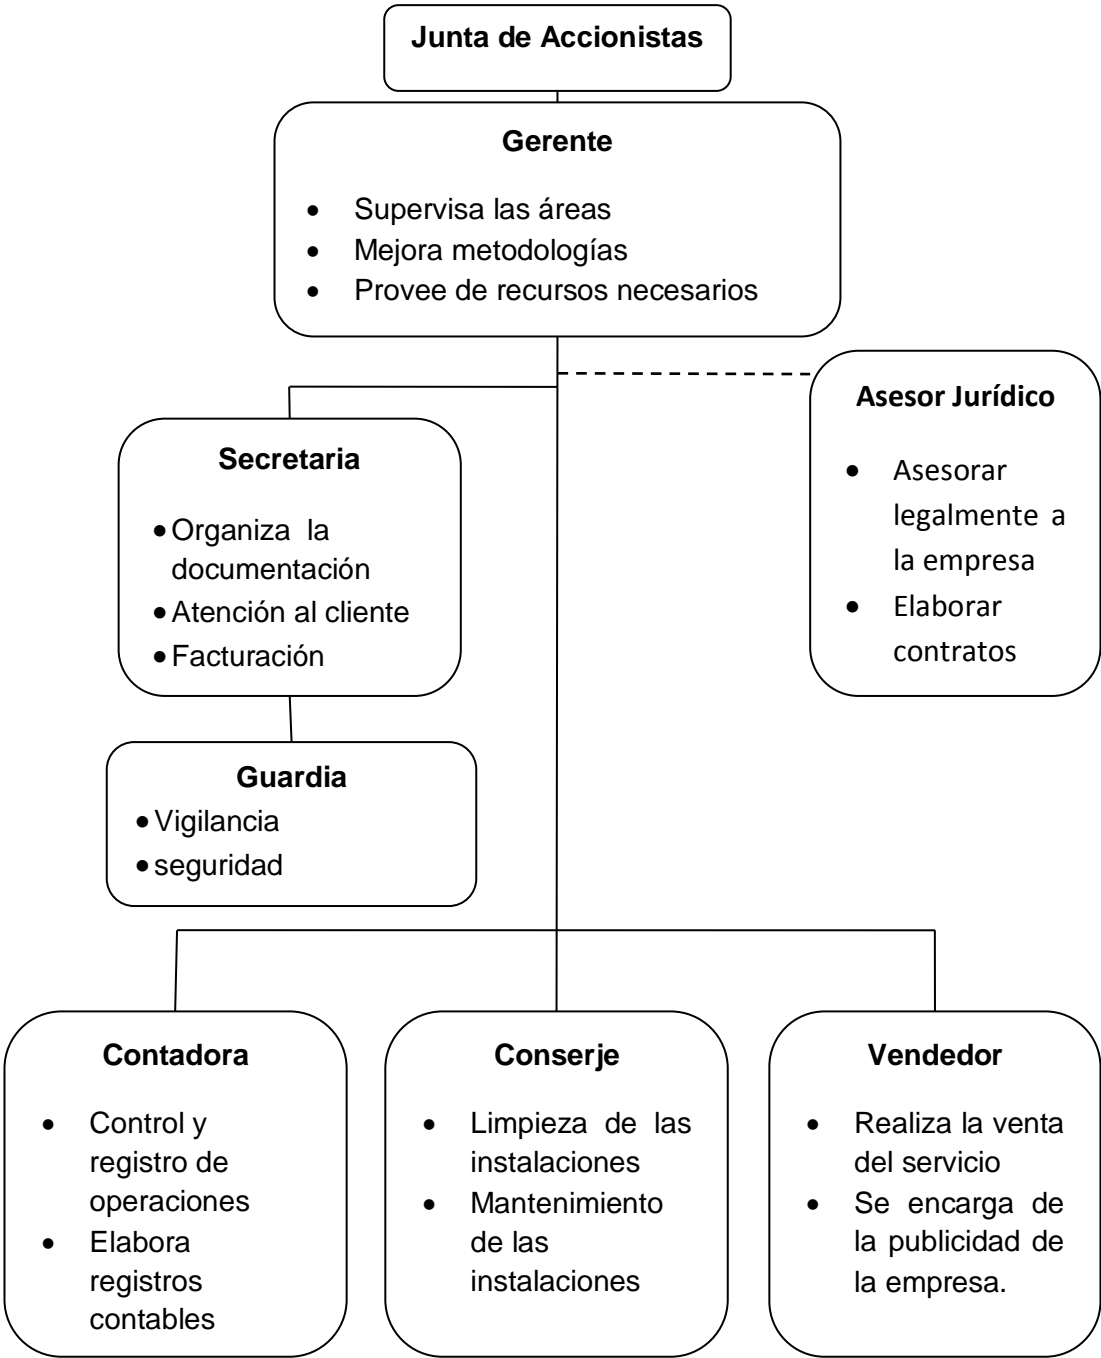 Junta de Accionistas
Gerente
• Supervisa las áreas
• Mejora metodologías
• Provee de recursos necesarios
Asesor Jurídico
• Asesorar
legalmente a
la empresa
• Elaborar
contratos
Secretaria
• Organiza la
documentación
• Atención al cliente
• Facturación
Guardia
• Vigilancia
• seguridad
Contadora
• Control y
registro de
operaciones
• Elabora
registros
contables
Conserje
• Limpieza de las
instalaciones
• Mantenimiento
de las
instalaciones
Vendedor
• Realiza la venta
del servicio
• Se encarga de
la publicidad de
la empresa.